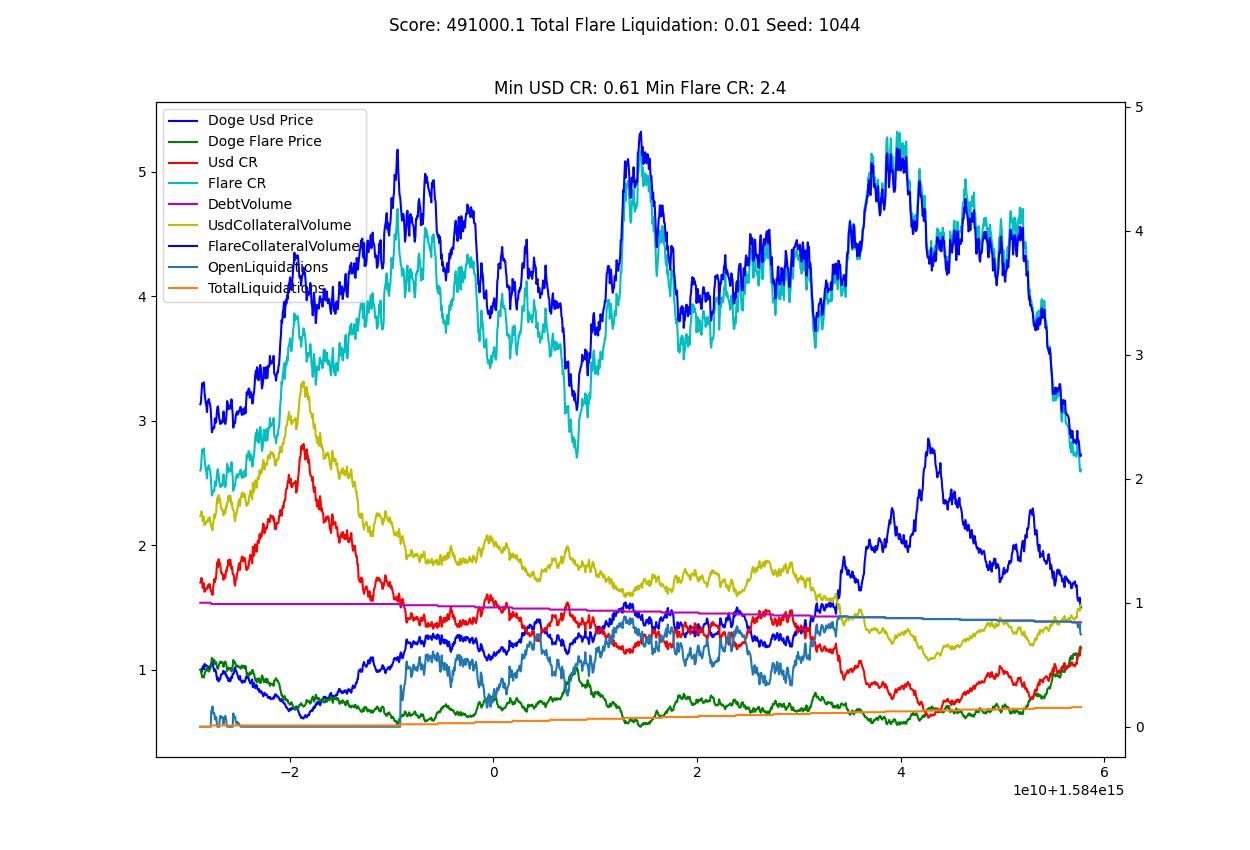 Score: 491000.1 Total Flare Liquidation: 0.01 Seed: 1044
Min USD CR: 0.61 Min Flare CR: 2.4
Doge Usd Price
Doge Flare Price
Usd CR
Flare CR
DebtVolume
UsdCollateralVolume
FlareCollateralVolume
OpenLiquidations
TotalLiquidations
5
4
3
2
1
5
4
3
2
1
0
−2
0
2
4
6
1e10+1.584e15